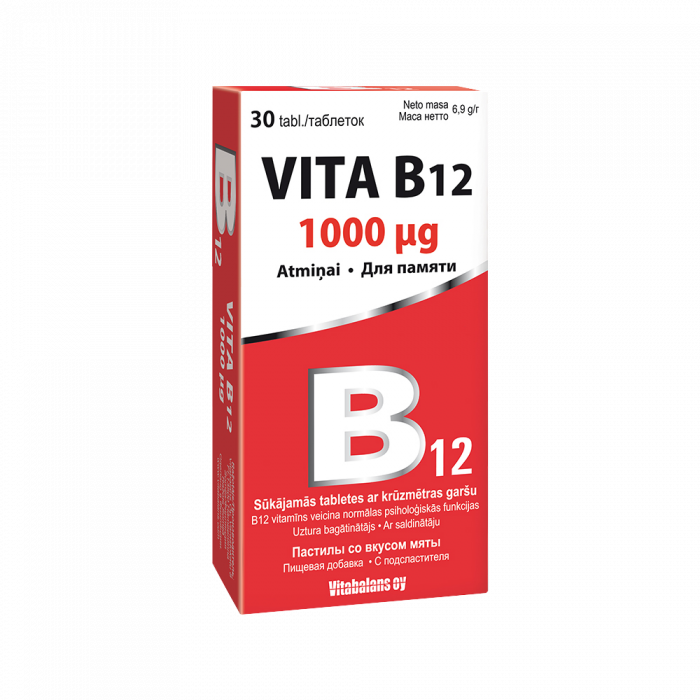 30 tabl./таблеток
Neto masa
Маса нетто 6,9 g/г
VITA B12
1000 µg
Atmiņai • Для памяти
B12
Sūkājamās tabletes ar krūzmētras garšu
B12 vitamīns veicina normālas psiholoģiskās funkcijas
Uztura bagātinātājs • Ar saldinātāju
Пастилы со вкусом мяты
Пищевая добавка • С подсластителя
Vitabalans oy
B12
VITA B12
1000 µg